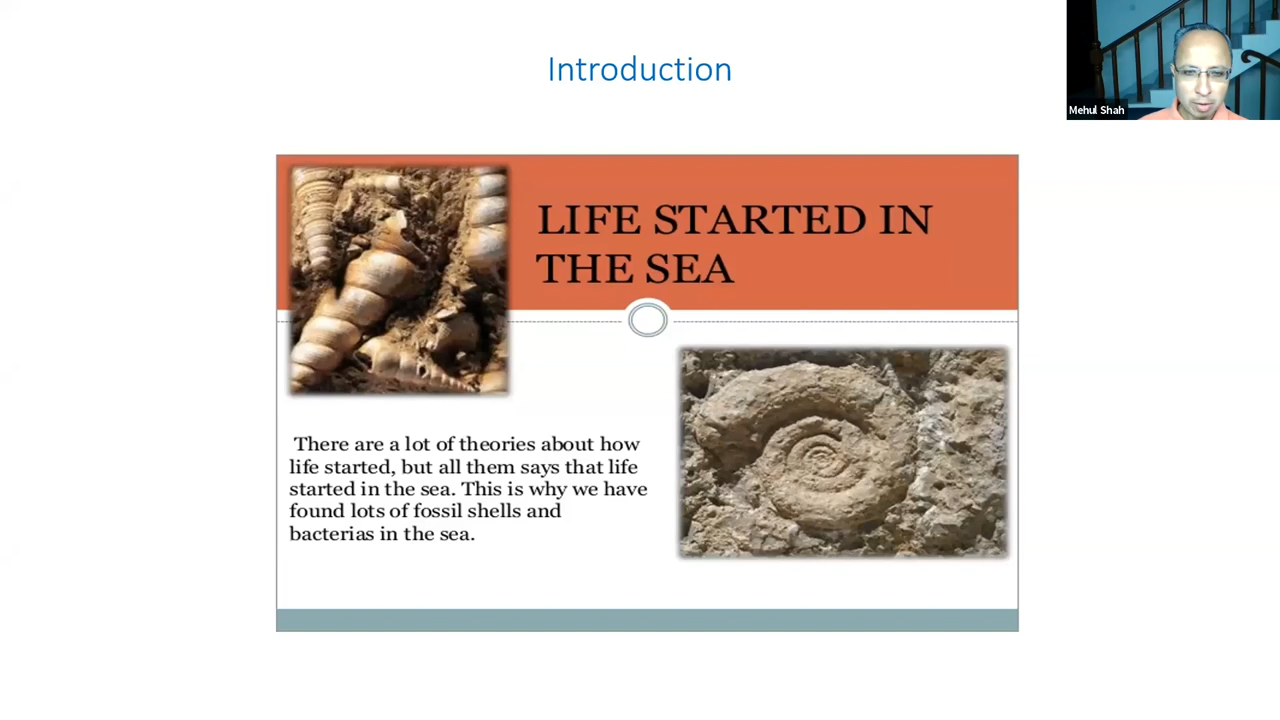 Introduction
Mehul Shah
LIFE STARTED IN
THE SEA
There are a lot of theories about how
life started, but all them says that life
started in the sea. This is why we have
found lots of fossil shells and
bacterias in the sea.